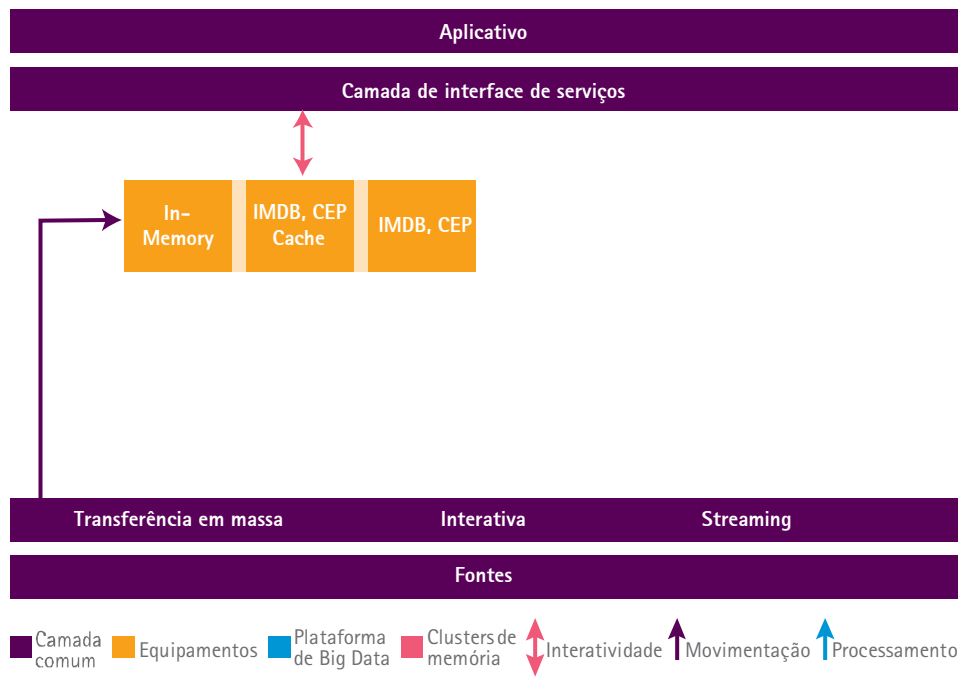 Aplicativo
Camada de interface de serviços
In-
Memory
IMDB, CEP
Cache
IMDB, CEP
Transferência em massa
Interativa
Streaming
Fontes
Camada
comum
Equipamentos
Plataforma
de Big Data
Clusters de
memória
Interatividade
Movimentação
Processamento